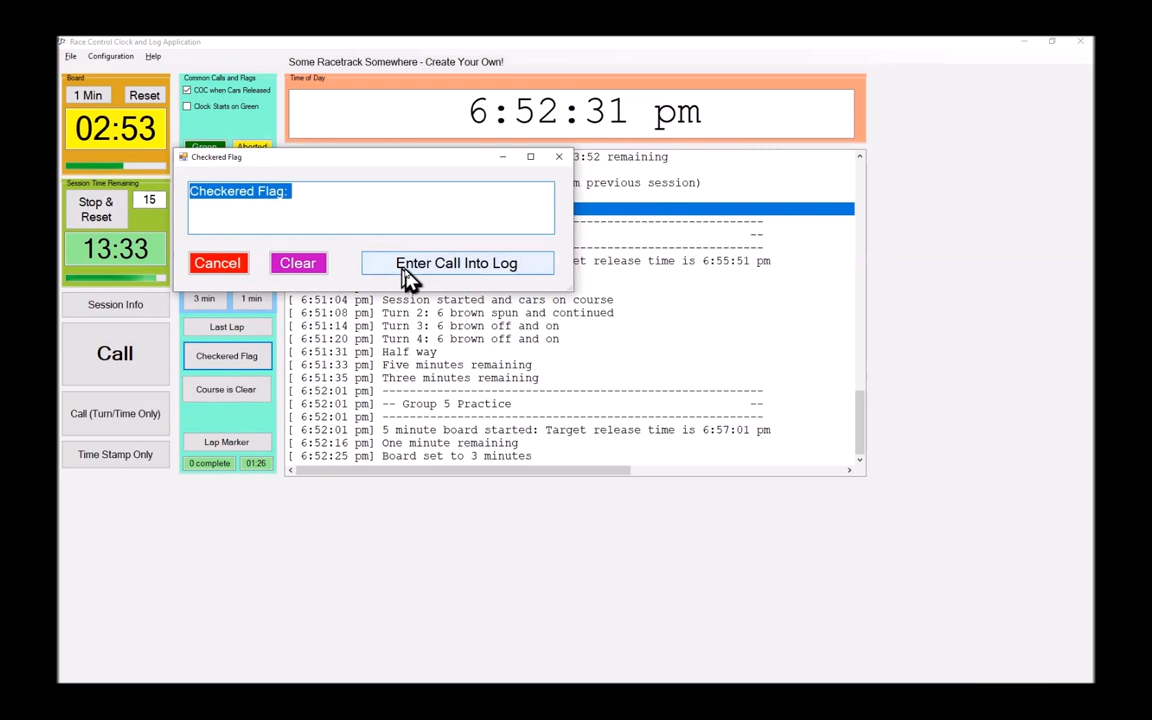 Race Control Clock and Log Application
File Configuration Help
Some Racetrack Somewhere - Create Your Own!
Board
1 Min Reset
02:53
Session Time Remaining
Stop & Reset
15
13:33
Session Info
Call
Call (Turn/Time Only)
Time Stamp Only
Common Calls and Flags
COC when Cars Released
Clock Starts on Green
Green Aborted
3 min 1 min
Last Lap
Checkered Flag
Course is Clear
Lap Marker
0 complete 01:26
Time of Day
6:52:31 pm
Checkered Flag
Checkered Flag:
Cancel Clear Enter Call Into Log
3:52 remaining
m previous session)
--
et release time is 6:55:51 pm
[ 6:51:04 pm] Session started and cars on course
[ 6:51:08 pm] Turn 2: 6 brown spun and continued
[ 6:51:14 pm] Turn 3: 6 brown off and on
[ 6:51:20 pm] Turn 4: 6 brown off and on
[ 6:51:31 pm] Half way
[ 6:51:33 pm] Five minutes remaining
[ 6:51:35 pm] Three minutes remaining
[ 6:52:01 pm] -------------------------------------------------
[ 6:52:01 pm] -- Group 5 Practice --
[ 6:52:01 pm] -------------------------------------------------
[ 6:52:01 pm] 5 minute board started: Target release time is 6:57:01 pm
[ 6:52:16 pm] One minute remaining
[ 6:52:25 pm] Board set to 3 minutes